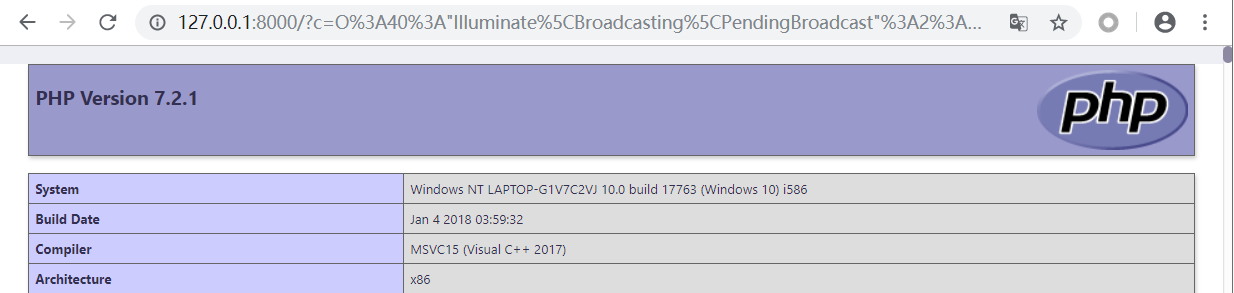 127.0.0.1:8000/?c=O%3A40%3A"Illuminate%5CBroadcasting%5CPendingBroadcast"%3A2%3A...
PHP Version 7.2.1
php
System Windows NT LAPTOP-G1V7C2VJ 10.0 build 17763 (Windows 10) i586
Build Date Jan 4 2018 03:59:32
Compiler MSVC15 (Visual C++ 2017)
Architecture x86